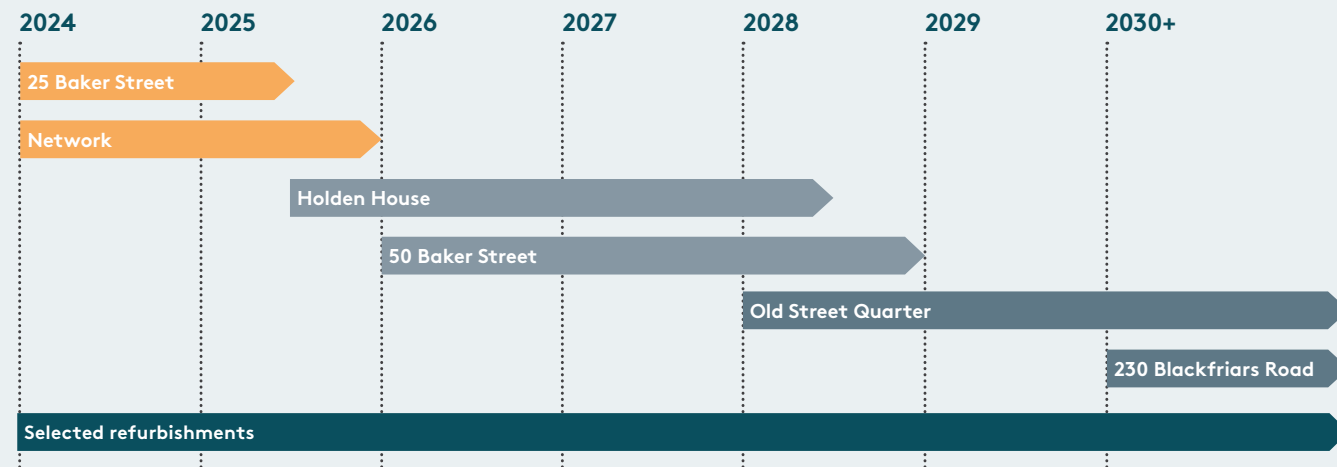 2024 2025 2026 2027 2028 2029 2030+
25 Baker Street
Network
Holden House
50 Baker Street
Old Street Quarter
230 Blackfriars Road
Selected refurbishments